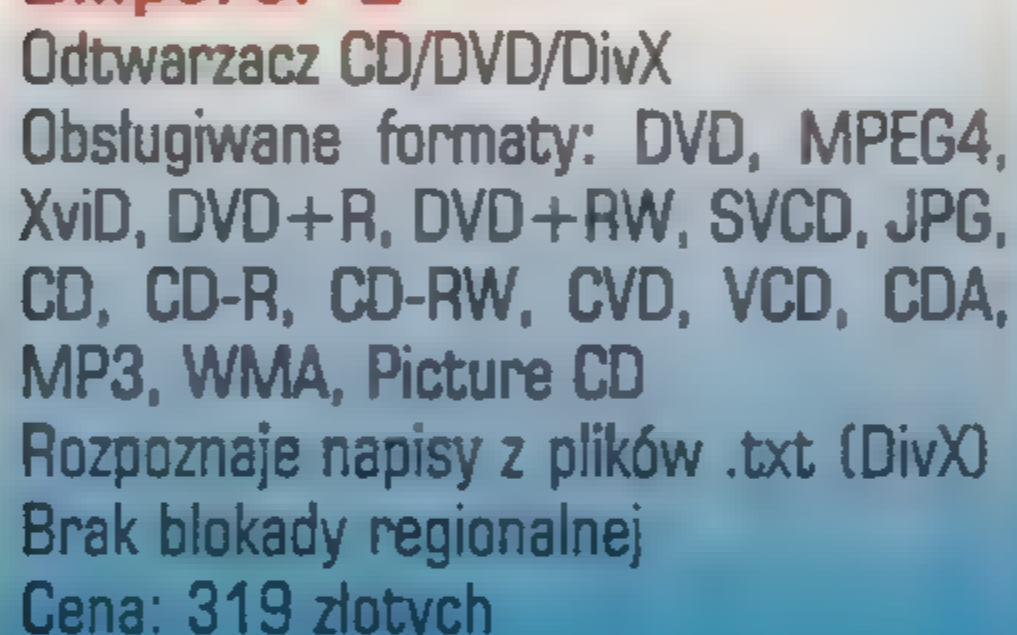 Odtwarzacz CD/DVD/DivX
Obsługiwane formaty: DVD, MPEG4,
XviD, DVD+R, DVD+RW, SVCD, JPG,
CD, CD-R, CD-RW, CVD, VCD, CDA,
MP3, WMA, Picture CD
Rozpoznaje napisy z plików .txt (DivX)
Brak blokady regionalnej
Cena: 319 złotych